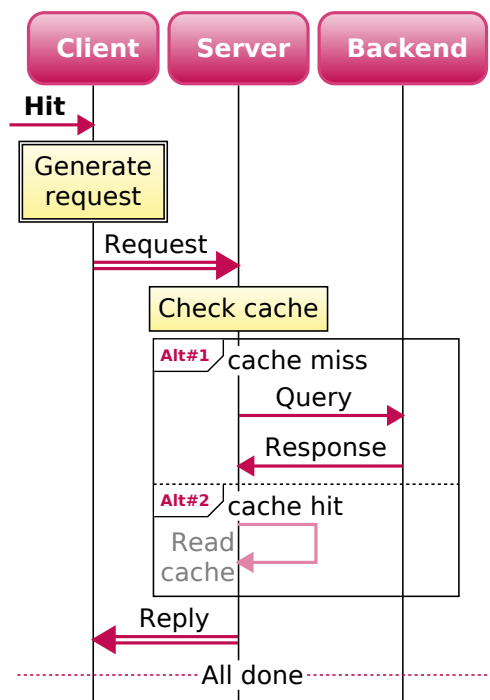 Client
Server
Backend
Hit
Generate
request
Request
Check cache
Alt#1
cache miss
Query
Response
Alt#2
cache hit
Read
cache
Reply
All done